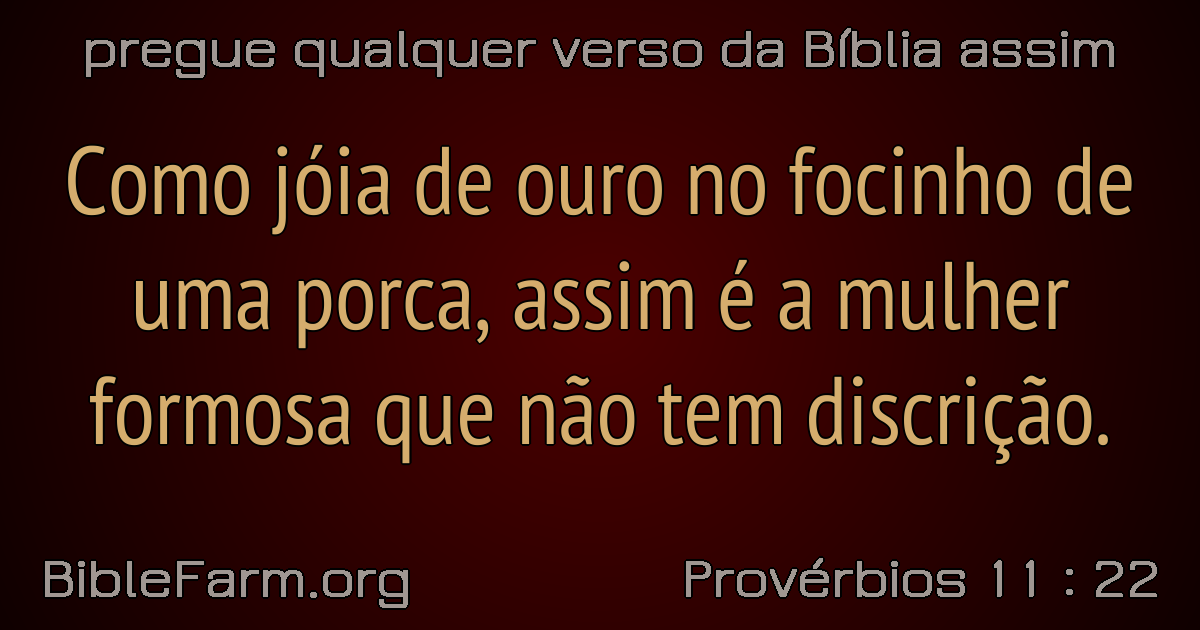 pregue qualquer verso da Bíblia assim
Como jóia de ouro no focinho de
uma porca, assim é a mulher
formosa que não tem discrição.
BibleFarm.org
Provérbios 11 : 22